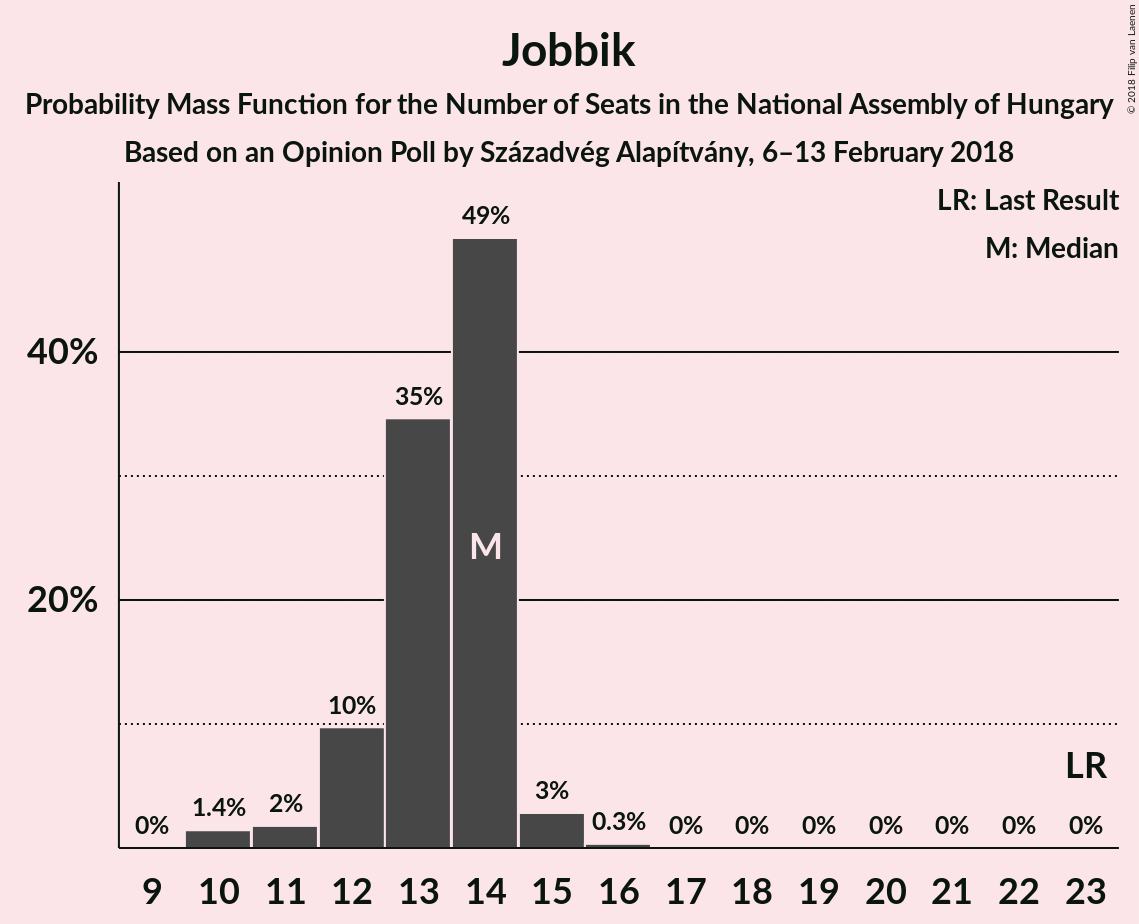 © 2018 Filip van Laenen
Jobbik
Probability Mass Function for the Number of Seats in the National Assembly of Hungary
Based on an Opinion Poll by Századvég Alapítvány, 6–13 February 2018
LR: Last Result
M: Median
49%
40%
35%
M
20%
10%
LR
3%
2%
1.4%
0.3%
0%
0%
0%
0%
0%
0%
0%
0%
9 10 11 12 13 14 15 16 17 18 19 20 21 22 23